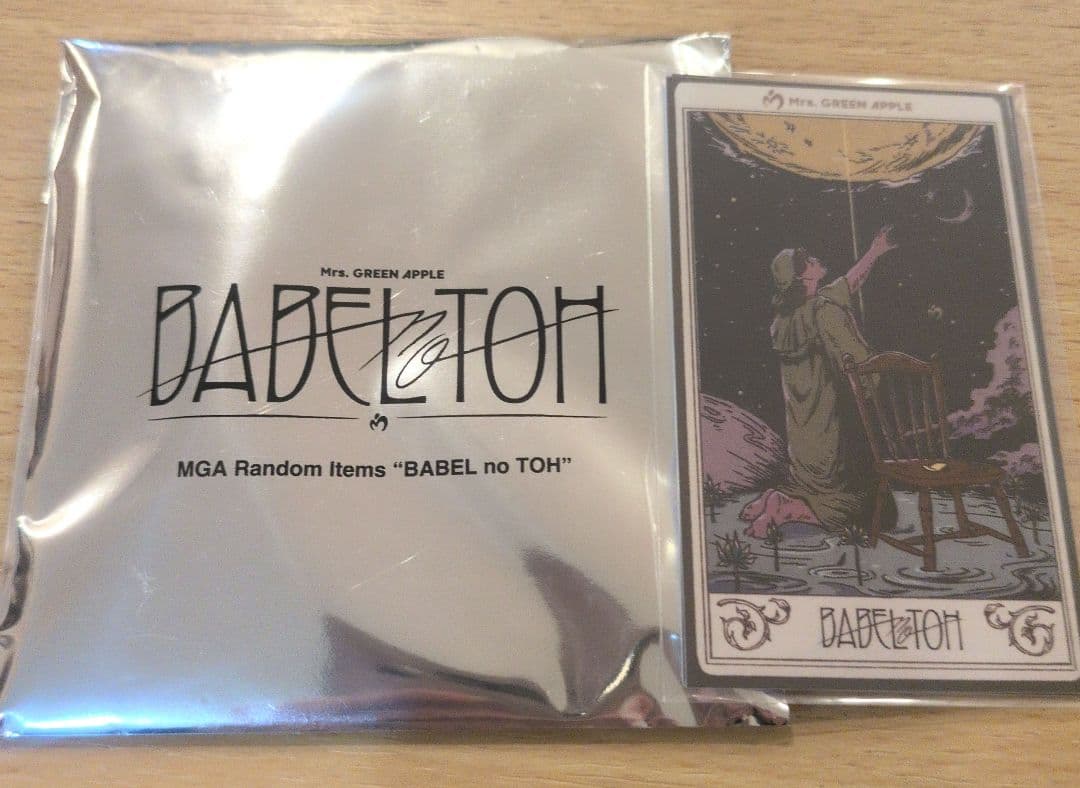 Mrs. GREEN APPLE
BABEL no TOH
MGA Random Items “BABEL no TOH”
Mrs. GREEN APPLE
BABEL no TOH